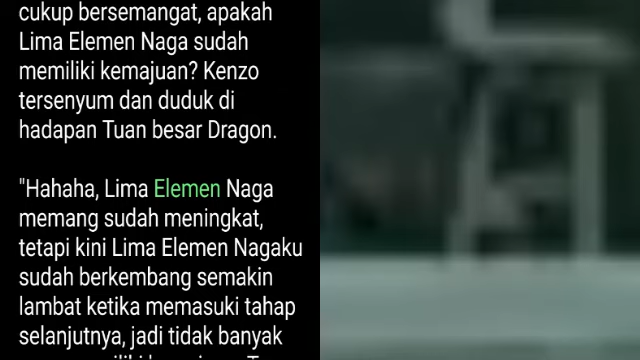 cukup bersemangat, apakah
Lima Elemen Naga sudah
memiliki kemajuan? Kenzo
tersenyum dan duduk di
hadapan Tuan besar Dragon.
"Hahaha, Lima Elemen Naga
memang sudah meningkat,
tetapi kini Lima Elemen Nagaku
sudah berkembang semakin
lambat ketika memasuki tahap
selanjutnya, jadi tidak banyak